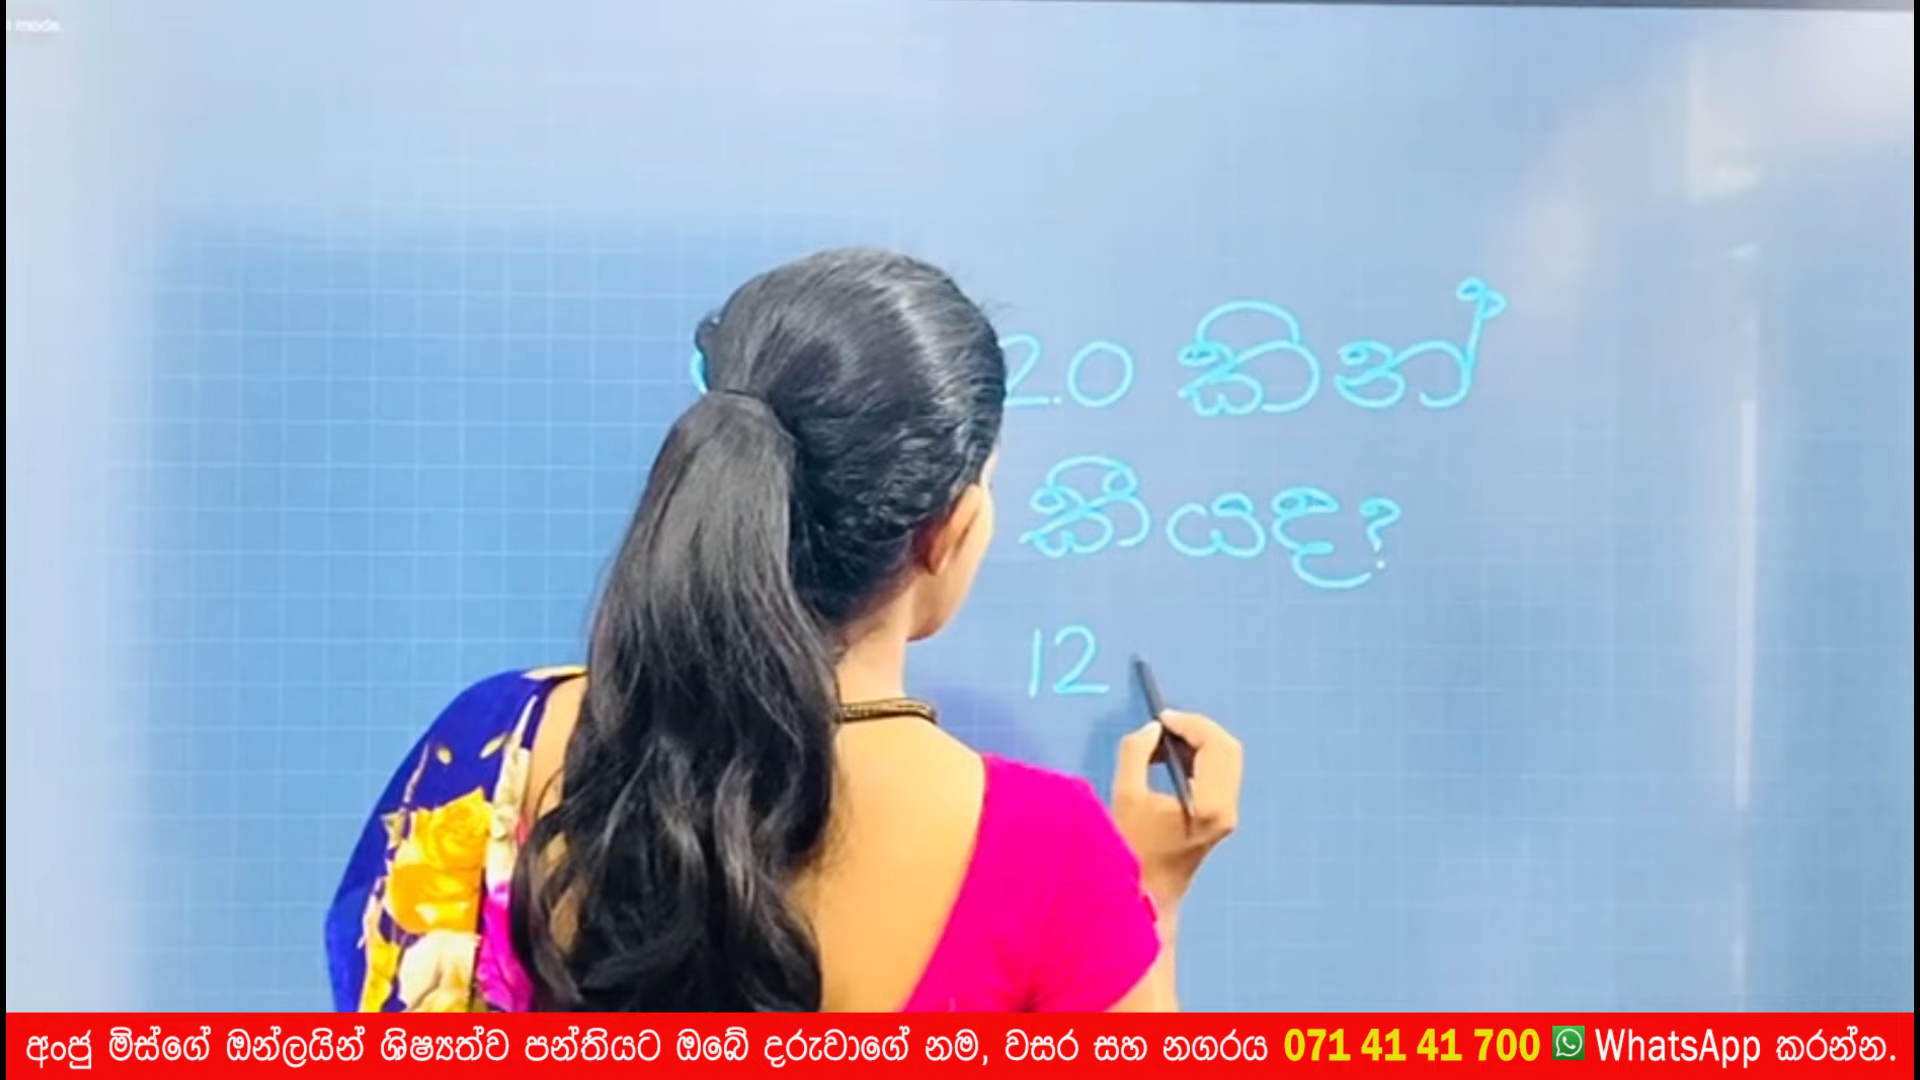 mode
20 කින්
කීයද?
12
අංජු මිස්ගේ ඔන්ලයින් ශිෂ්‍යත්ව පන්තියට ඔබේ දරුවාගේ නම, වසර සහ නගරය 071 41 41 700 WhatsApp කරන්න.